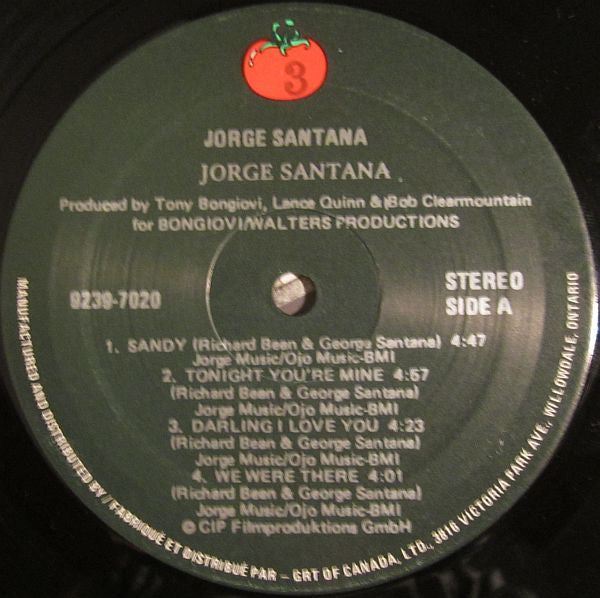 3
JORGE SANTANA
JORGE SANTANA
Produced by Tony Bongiovi, Lance Quinn & Bob Clearmountain
for BONGIOVI/WALTERS PRODUCTIONS
9239-7020
STEREO
SIDE A
1. SANDY (Richard Bean & George Santana) 4:47
Jorge Music/Ojo Music-BMI
2. TONIGHT YOU'RE MINE 4:57
(Richard Bean & George Santana)
Jorge Music/Ojo Music-BMI
3. DARLING I LOVE YOU 4:23
(Richard Bean & George Santana)
Jorge Music/Ojo Music-BMI
4. WE WERE THERE 4:01
(Richard Bean & George Santana)
Jorge Music/Ojo Music-BMI
© CIP Filmproduktions GmbH
MANUFACTURED AND DISTRIBUTED BY / FABRIQUÉ ET DISTRIBUÉ PAR – GRT OF CANADA, LTD., 3816 VICTORIA PARK AVE., WILLOWDALE, ONTARIO